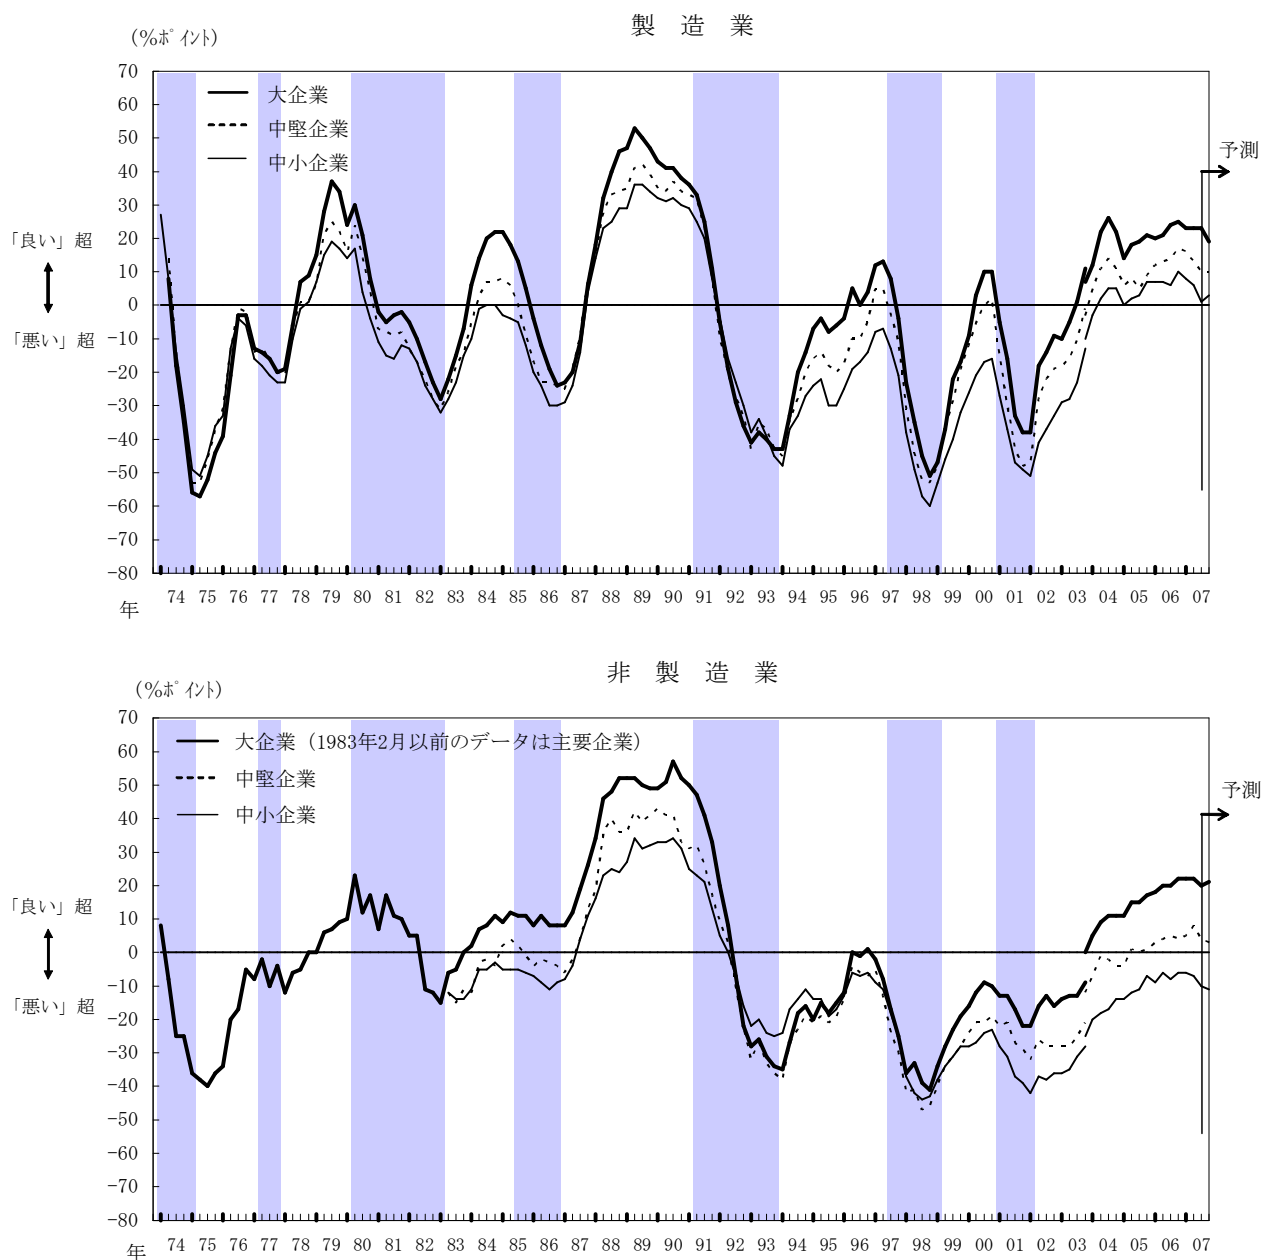 製 造 業
(%ポイント)
70
60
大企業
50
中堅企業
40
中小企業
予測
30
20
「良い」超
10
0
-10
「悪い」超
-20
-30
-40
-50
-60
-70
-80
74 75 76 77 78 79 80 81 82 83 84 85 86 87 88 89 90 91 92 93 94 95 96 97 98 99 00 01 02 03 04 05 06 07
年
非 製 造 業
(%ポイント)
70
大企業（1983年2月以前のデータは主要企業）
60
中堅企業
50
予測
中小企業
40
30
20
「良い」超
10
0
-10
「悪い」超
-20
-30
-40
-50
-60
-70
-80
74 75 76 77 78 79 80 81 82 83 84 85 86 87 88 89 90 91 92 93 94 95 96 97 98 99 00 01 02 03 04 05 06 07
年